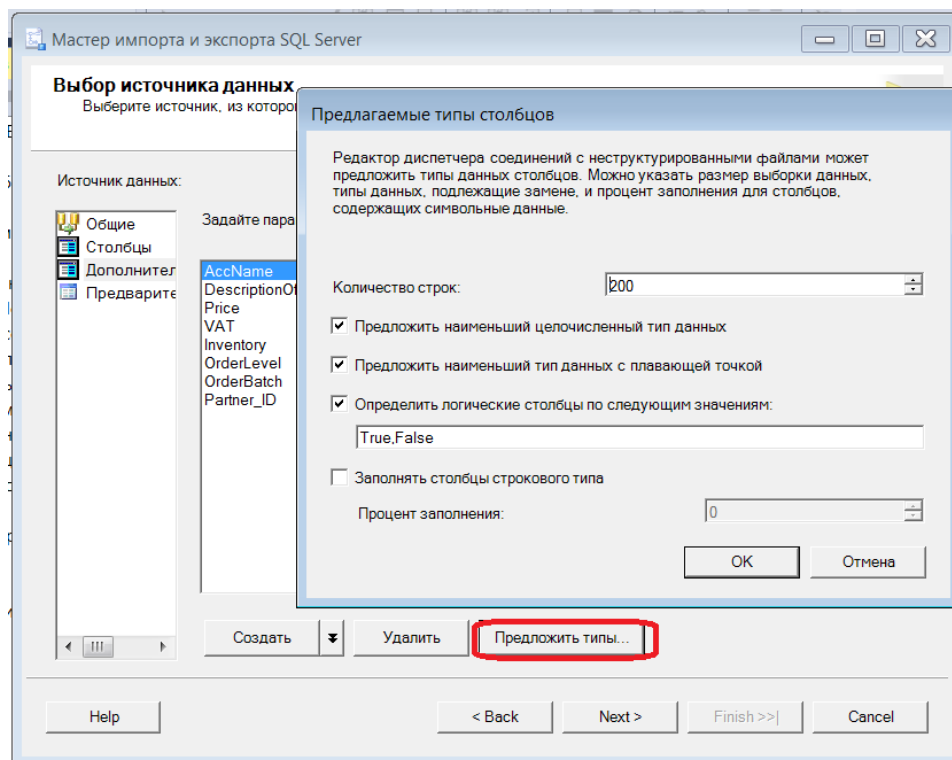 Мастер импорта и экспорта SQL Server
Выбор источника данных
Выберите источник, из которо
Предлагаемые типы столбцов
Редактор диспетчера соединений с неструктурированными файлами может
предложить типы данных столбцов. Можно указать размер выборки данных,
типы данных, подлежащие замене, и процент заполнения для столбцов,
содержащих символьные данные.
Источник данных:
Общие
Столбцы
Дополнител
Предварите
Задайте пара
AccName
DescriptionOf
Price
VAT
Inventory
OrderLevel
OrderBatch
Partner_ID
Количество строк:
200
Предложить наименьший целочисленный тип данных
Предложить наименьший тип данных с плавающей точкой
Определить логические столбцы по следующим значениям:
True,False
Заполнять столбцы строкового типа
Процент заполнения:
0
OK
Отмена
Создать
Удалить
Предложить типы...
Help
< Back
Next >
Finish >>|
Cancel